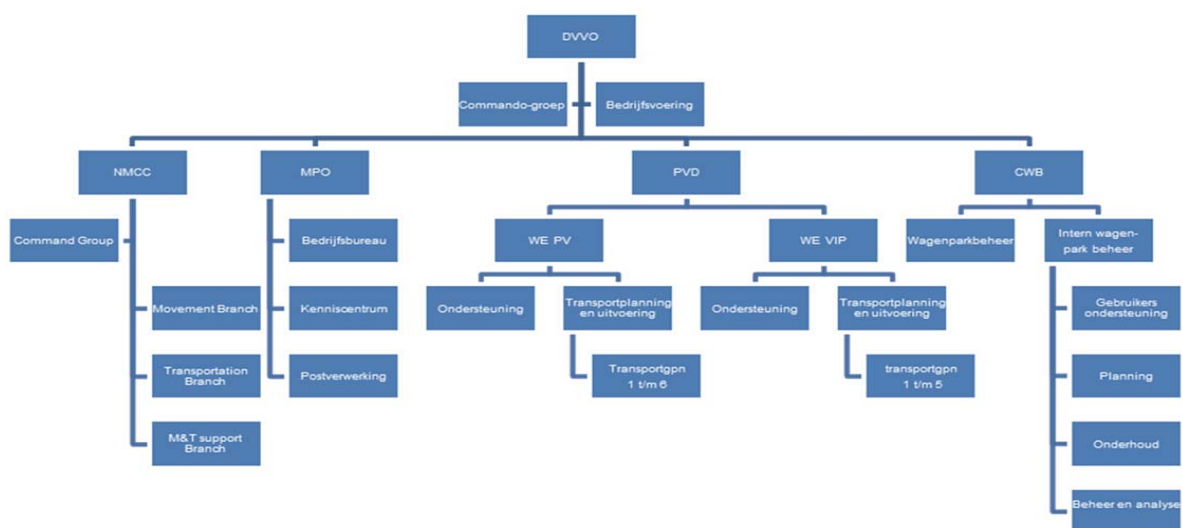 DVVO
Commando-groep
Bedrijfsvoering
NMCC
MPO
PVD
CWB
Command Group
Bedrijfsbureau
WE PV
WE VIP
Wagenparkbeheer
Intern wagen-
park beheer
Movement Branch
Kenniscentrum
Ondersteuning
Transportplanning
en uitvoering
Ondersteuning
Transportplanning
en uitvoering
Gebruikers
ondersteuning
Transportation
Branch
Postverwerking
Transportgpn
1 t/m 6
transportgpn
1 t/m 5
Planning
M&T support
Branch
Onderhoud
Beheer en analyse